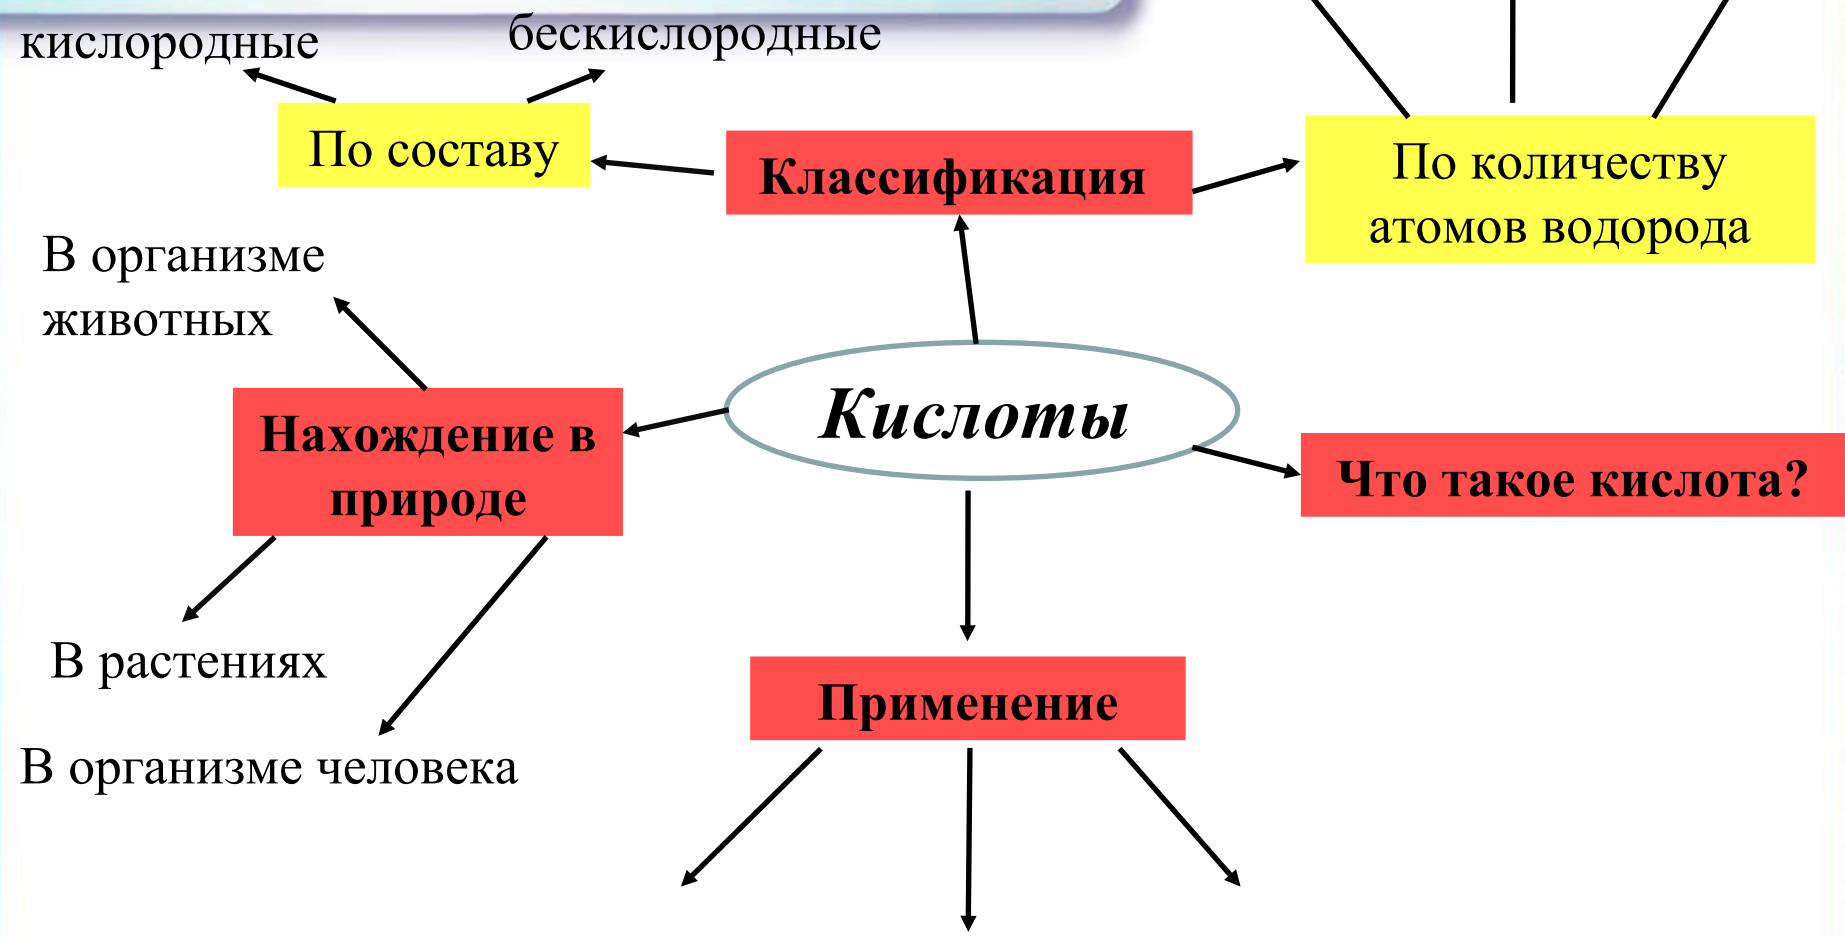 кислородные
бескислородные
По составу
Классификация
По количеству
атомов водорода
В организме
животных
Кислоты
Нахождение в
природе
Что такое кислота?
В растениях
Применение
В организме человека